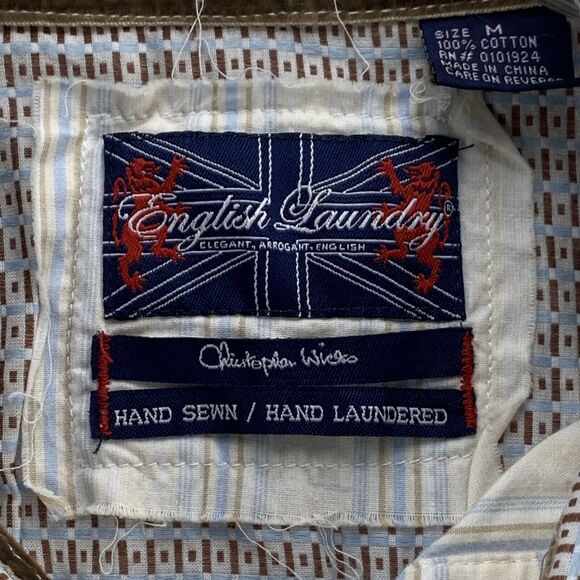 SIZE M
100% COTTON
RN# 0101924
MADE IN CHINA
CARE ON REVERSE
English Laundry®
ELEGANT, ARROGANT, ENGLISH
Christopher Wicks
HAND SEWN / HAND LAUNDERED